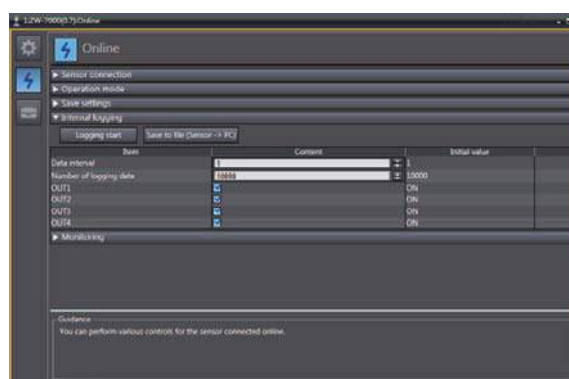 1:ZW-7000(0.7):Online
Online
Sensor connection
Operation mode
Save settings
Internal logging
Logging start Save to file (Sensor -> PC)
Item Content Initial value
Data interval 1 1
Number of logging data 10000 10000
OUT1 ON
OUT2 ON
OUT3 ON
OUT4 ON
Monitoring
Guidance
You can perform various controls for the sensor connected online.